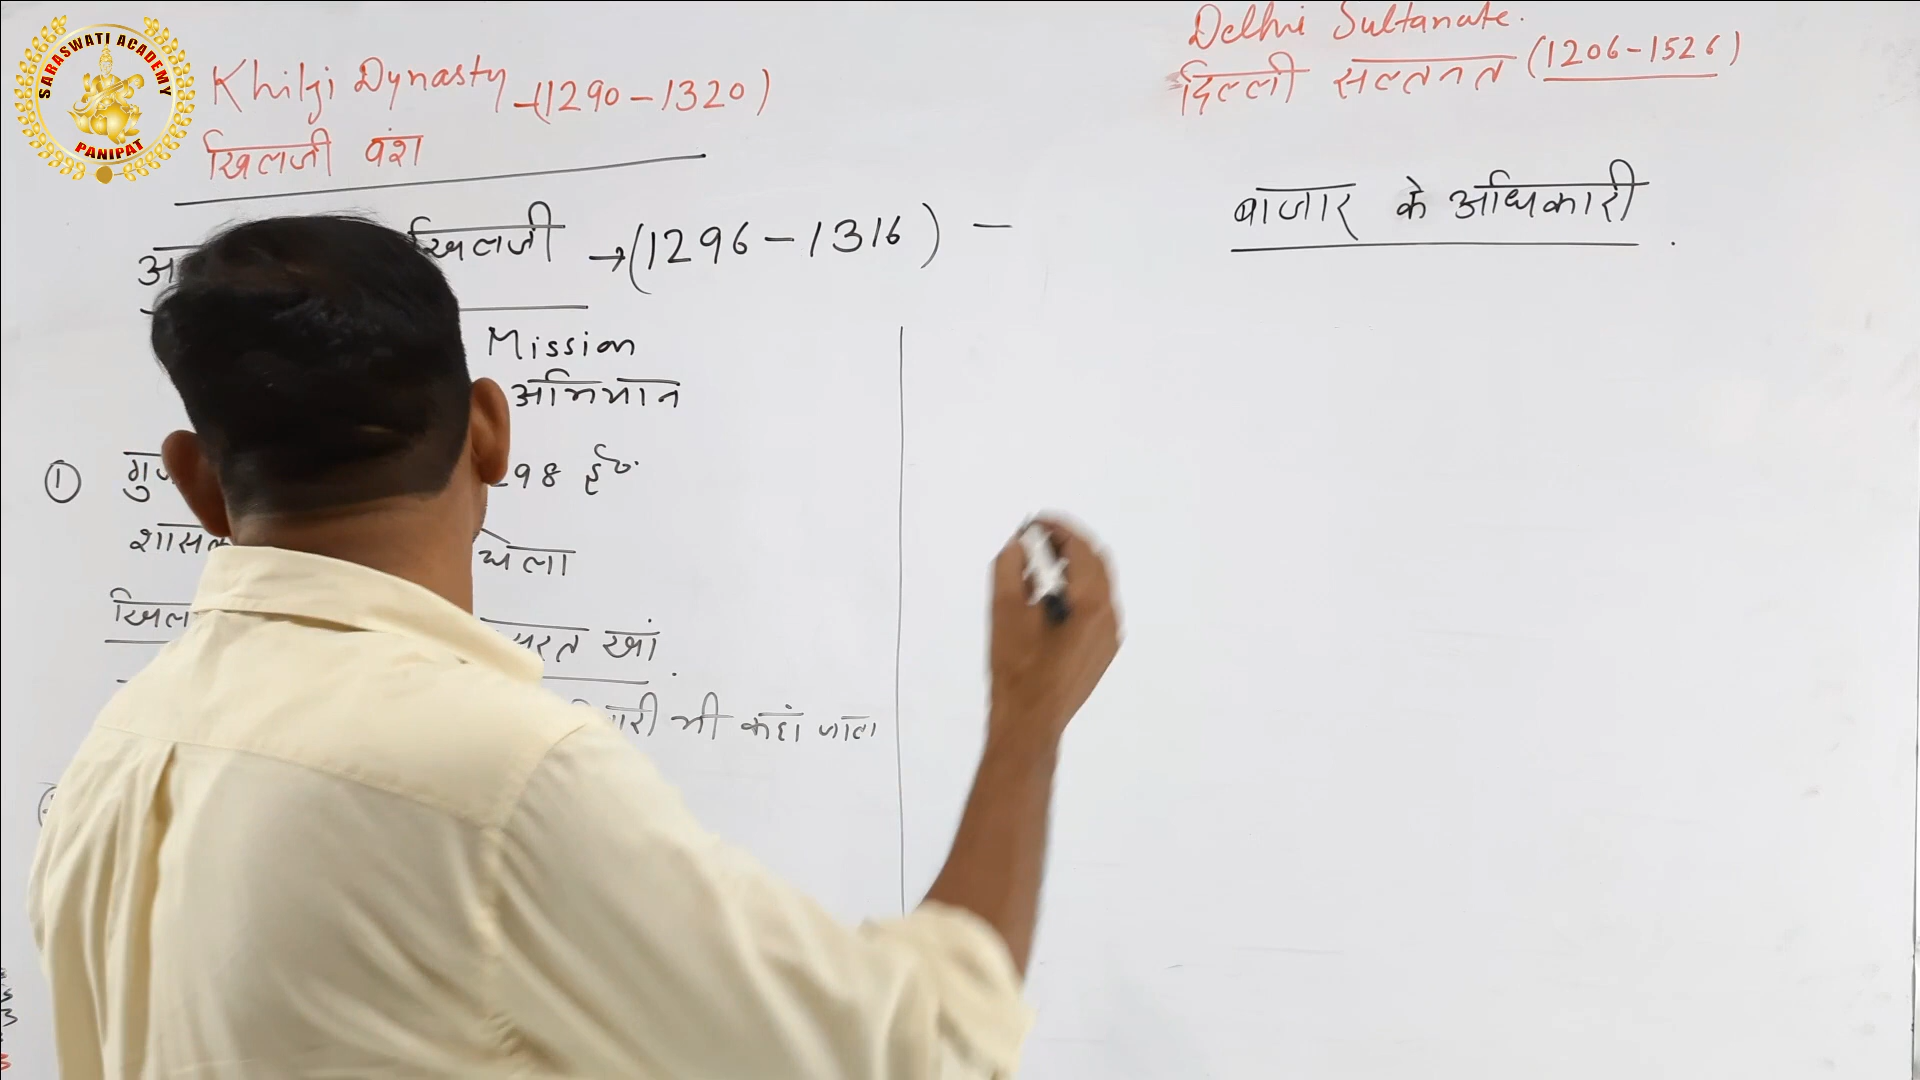 SARASWATI ACADEMY
PANIPAT
Khilji Dynasty -(1290-1320)
खिलजी वंश
Delhi Sultanate.
दिल्ली सल्तनत (1206-1526)
खिलजी →(1296-1316) -
Mission
अभियान
①
98 ई०
खां
भी कहां जाता
बाजार के अधिकारी